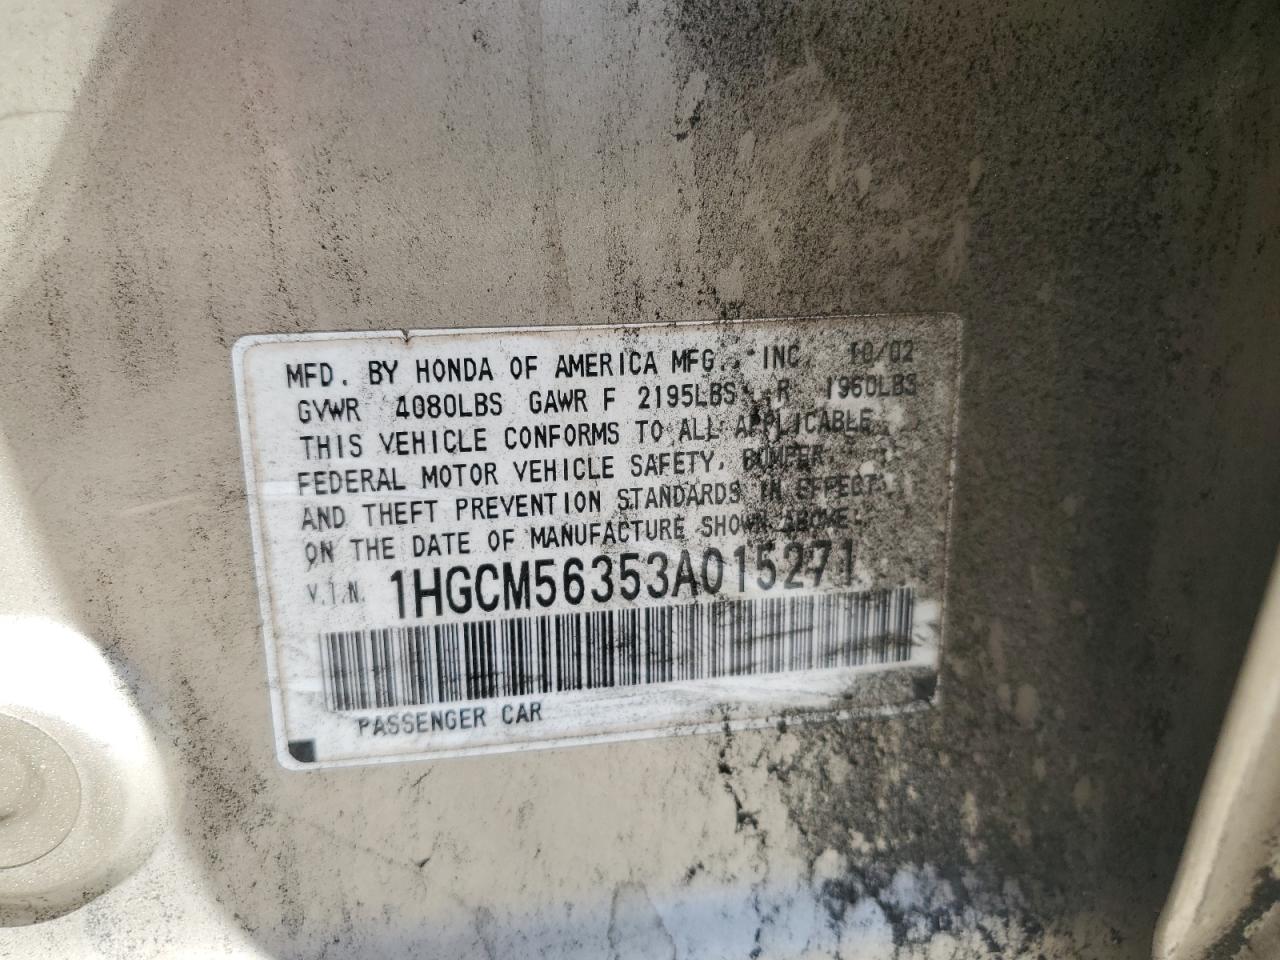 MFD. BY HONDA OF AMERICA MFG., INC. 10/02
GVWR 4080LBS GAWR F 2195LBS R 1960LBS
THIS VEHICLE CONFORMS TO ALL APPLICABLE
FEDERAL MOTOR VEHICLE SAFETY, BUMPER,
AND THEFT PREVENTION STANDARDS IN EFFECT
ON THE DATE OF MANUFACTURE SHOWN ABOVE.
V.I.N. 1HGCM56353A015271
PASSENGER CAR